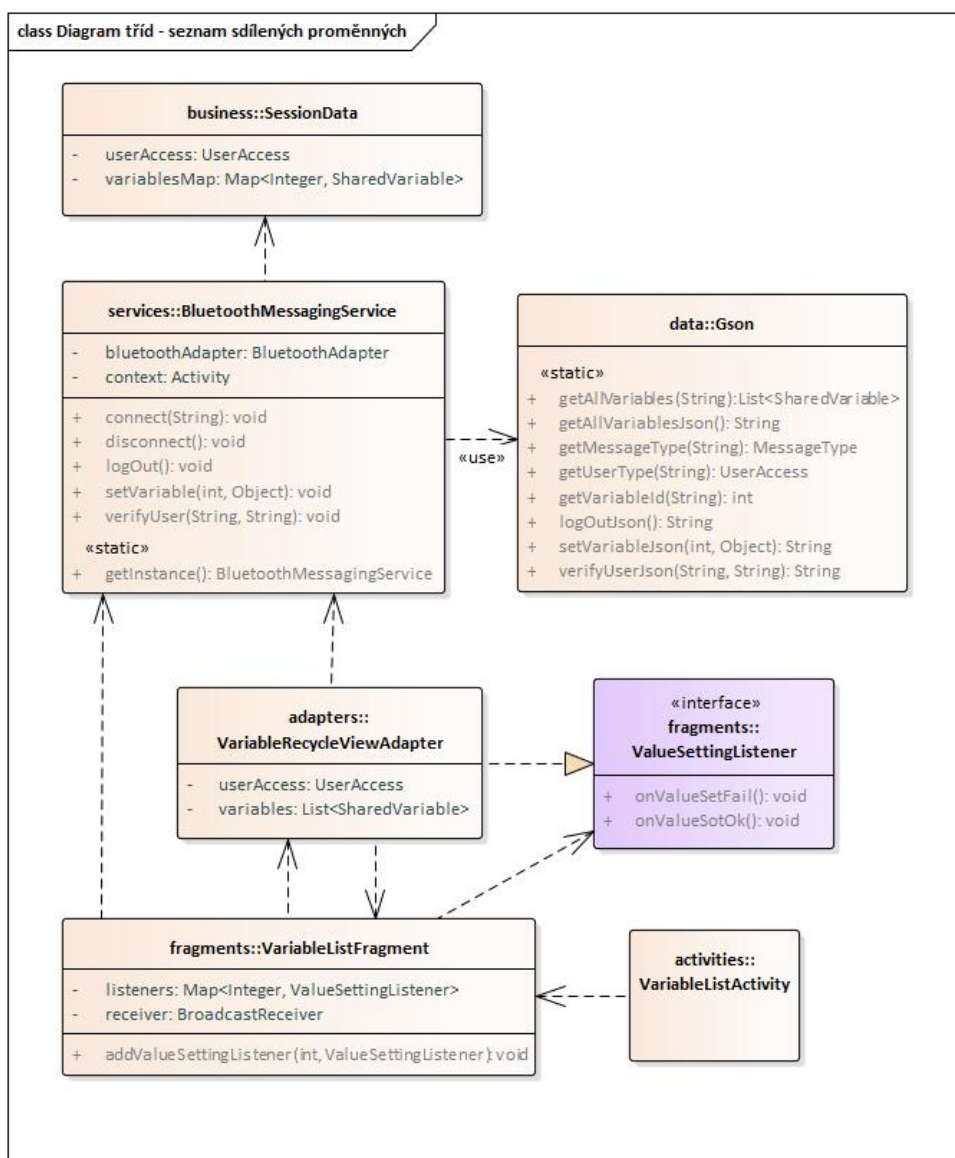 class Diagram tříd - seznam sdílených proměnných
business::SessionData
- userAccess: UserAccess
- variablesMap: Map<Integer, SharedVariable>
services::BluetoothMessagingService
- bluetoothAdapter: BluetoothAdapter
- context: Activity
+ connect(String): void
+ disconnect(): void
+ logOut(): void
+ setVariable(int, Object): void
+ verifyUser(String, String): void
«static»
+ getInstance(): BluetoothMessagingService
«use»
data::Gson
«static»
+ getAllVariables(String):List<SharedVariable>
+ getAllVariablesJson(): String
+ getMessageType(String): MessageType
+ getUserType(String): UserAccess
+ getVariableId(String): int
+ logOutJson(): String
+ setVariableJson(int, Object): String
+ verifyUserJson(String, String): String
adapters::
VariableRecycleViewAdapter
- userAccess: UserAccess
- variables: List<SharedVariable>
«interface»
fragments::
ValueSettingListener
+ onValueSetFail(): void
+ onValueSotOk(): void
fragments::VariableListFragment
- listeners: Map<Integer, ValueSettingListener>
- receiver: BroadcastReceiver
+ addValueSettingListener(int, ValueSettingListener): void
activities::
VariableListActivity